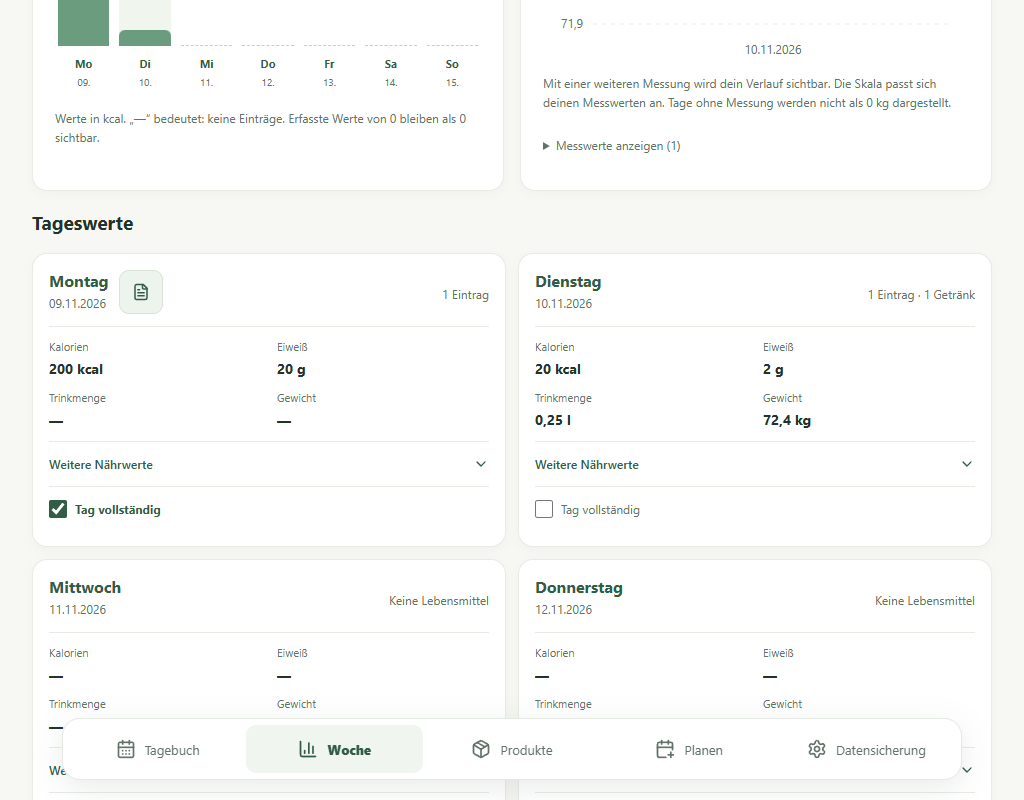 71,9
10.11.2026
Mo Di Mi Do Fr Sa So
09. 10. 11. 12. 13. 14. 15.
Werte in kcal. „—“ bedeutet: keine Einträge. Erfasste Werte von 0 bleiben als 0
sichtbar.
Mit einer weiteren Messung wird dein Verlauf sichtbar. Die Skala passt sich
deinen Messwerten an. Tage ohne Messung werden nicht als 0 kg dargestellt.
Messwerte anzeigen (1)
Tageswerte
Montag
09.11.2026
1 Eintrag
Kalorien Eiweiß
200 kcal 20 g
Trinkmenge Gewicht
— —
Weitere Nährwerte
Tag vollständig
Dienstag
10.11.2026
1 Eintrag · 1 Getränk
Kalorien Eiweiß
20 kcal 2 g
Trinkmenge Gewicht
0,25 l 72,4 kg
Weitere Nährwerte
Tag vollständig
Mittwoch
11.11.2026
Keine Lebensmittel
Kalorien Eiweiß
— —
Trinkmenge Gewicht
—
We
Donnerstag
12.11.2026
Keine Lebensmittel
Kalorien Eiweiß
— —
Trinkmenge Gewicht
Tagebuch Woche Produkte Planen Datensicherung